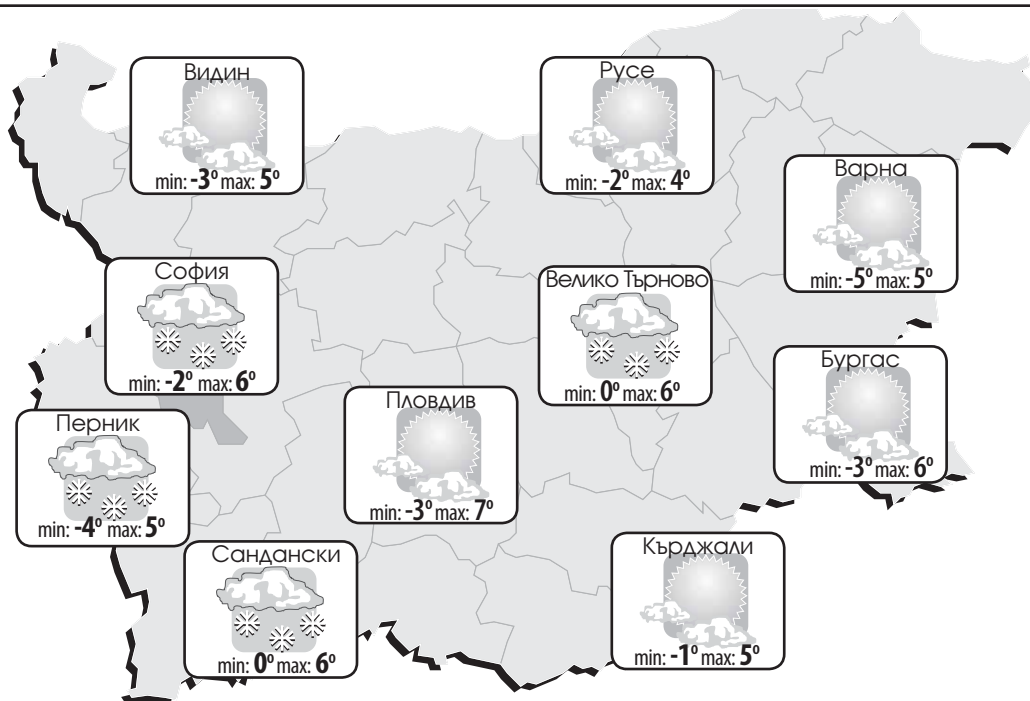 Видин
min: -3° max: 5°
Русе
min: -2° max: 4°
Варна
min: -5° max: 5°
София
min: -2° max: 6°
Велико Търново
min: 0° max: 6°
Бургас
min: -3° max: 6°
Пловдив
min: -3° max: 7°
Перник
min: -4° max: 5°
Сандански
min: 0° max: 6°
Кърджали
min: -1° max: 5°